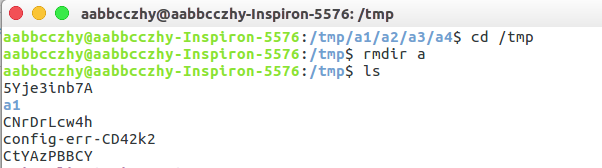 aabbcczhy@aabbcczhy-Inspiron-5576: /tmp
aabbcczhy@aabbcczhy-Inspiron-5576:/tmp/a1/a2/a3/a4$ cd /tmp
aabbcczhy@aabbcczhy-Inspiron-5576:/tmp$ rmdir a
aabbcczhy@aabbcczhy-Inspiron-5576:/tmp$ ls
5Yje3inb7A
a1
CNrDrLcw4h
config-err-CD42k2
CtYAzPBBCY